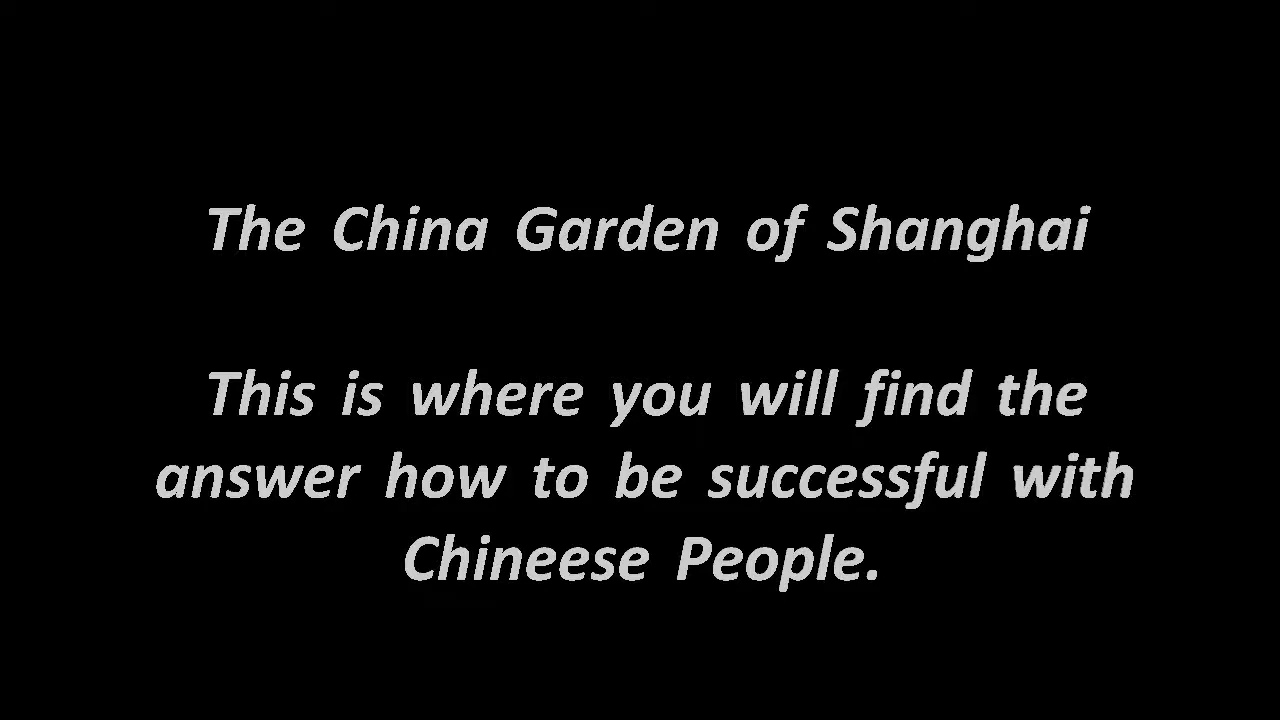 The China Garden of Shanghai
This is where you will find the
answer how to be successful with
Chineese People.